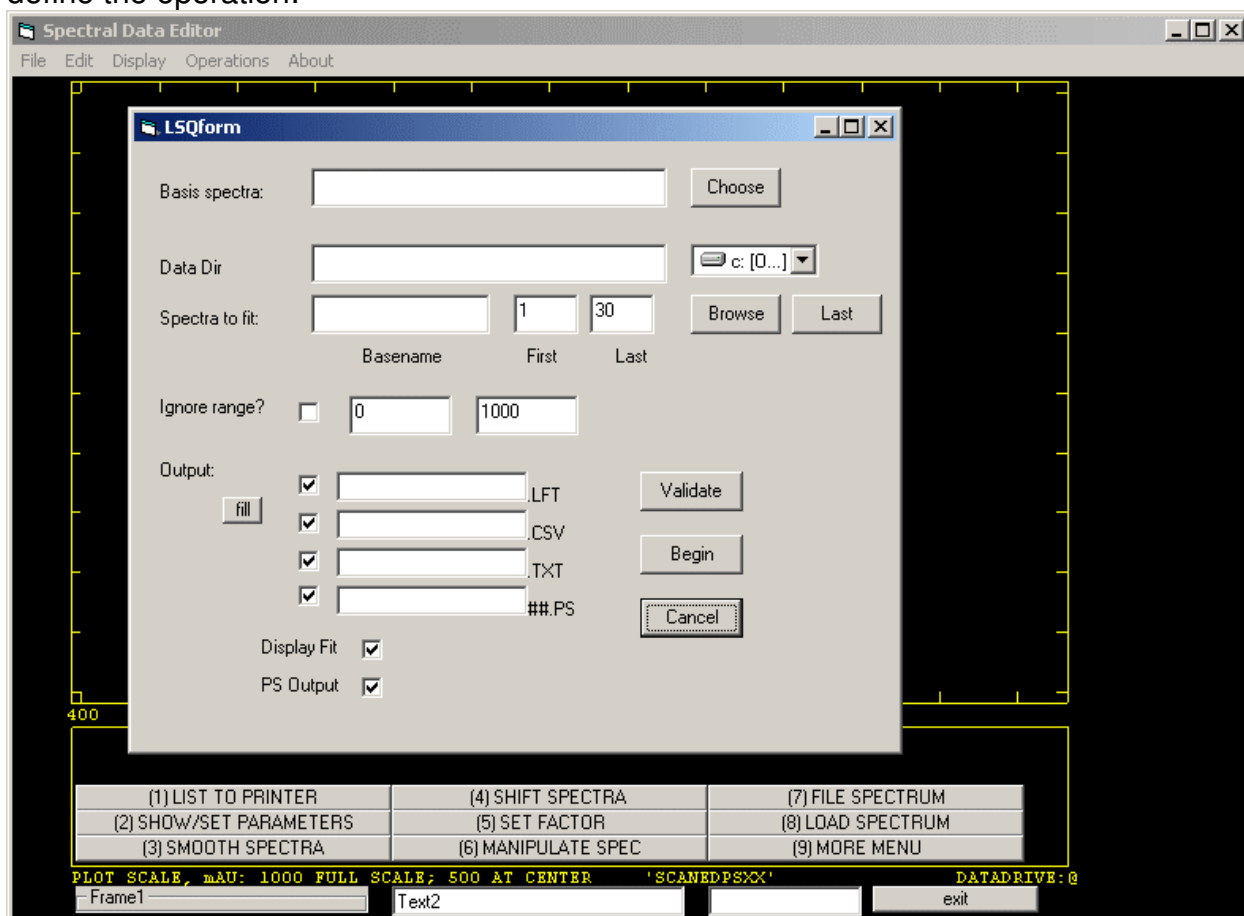 define the operation.
Spectral Data Editor
File Edit Display Operations About
LSQform
Basis spectra: Choose
Data Dir c: [0...]
Spectra to fit: 1 30 Browse Last
Basename First Last
Ignore range? 0 1000
Output:
fill
.LFT Validate
.CSV
.TXT Begin
##.PS Cancel
Display Fit
PS Output
400
(1) LIST TO PRINTER (4) SHIFT SPECTRA (7) FILE SPECTRUM
(2) SHOW/SET PARAMETERS (5) SET FACTOR (8) LOAD SPECTRUM
(3) SMOOTH SPECTRA (6) MANIPULATE SPEC (9) MORE MENU
PLOT SCALE, mAU: 1000 FULL SCALE; 500 AT CENTER 'SCANEDPSXX' DATADRIVE:@
Frame1 Text2 exit